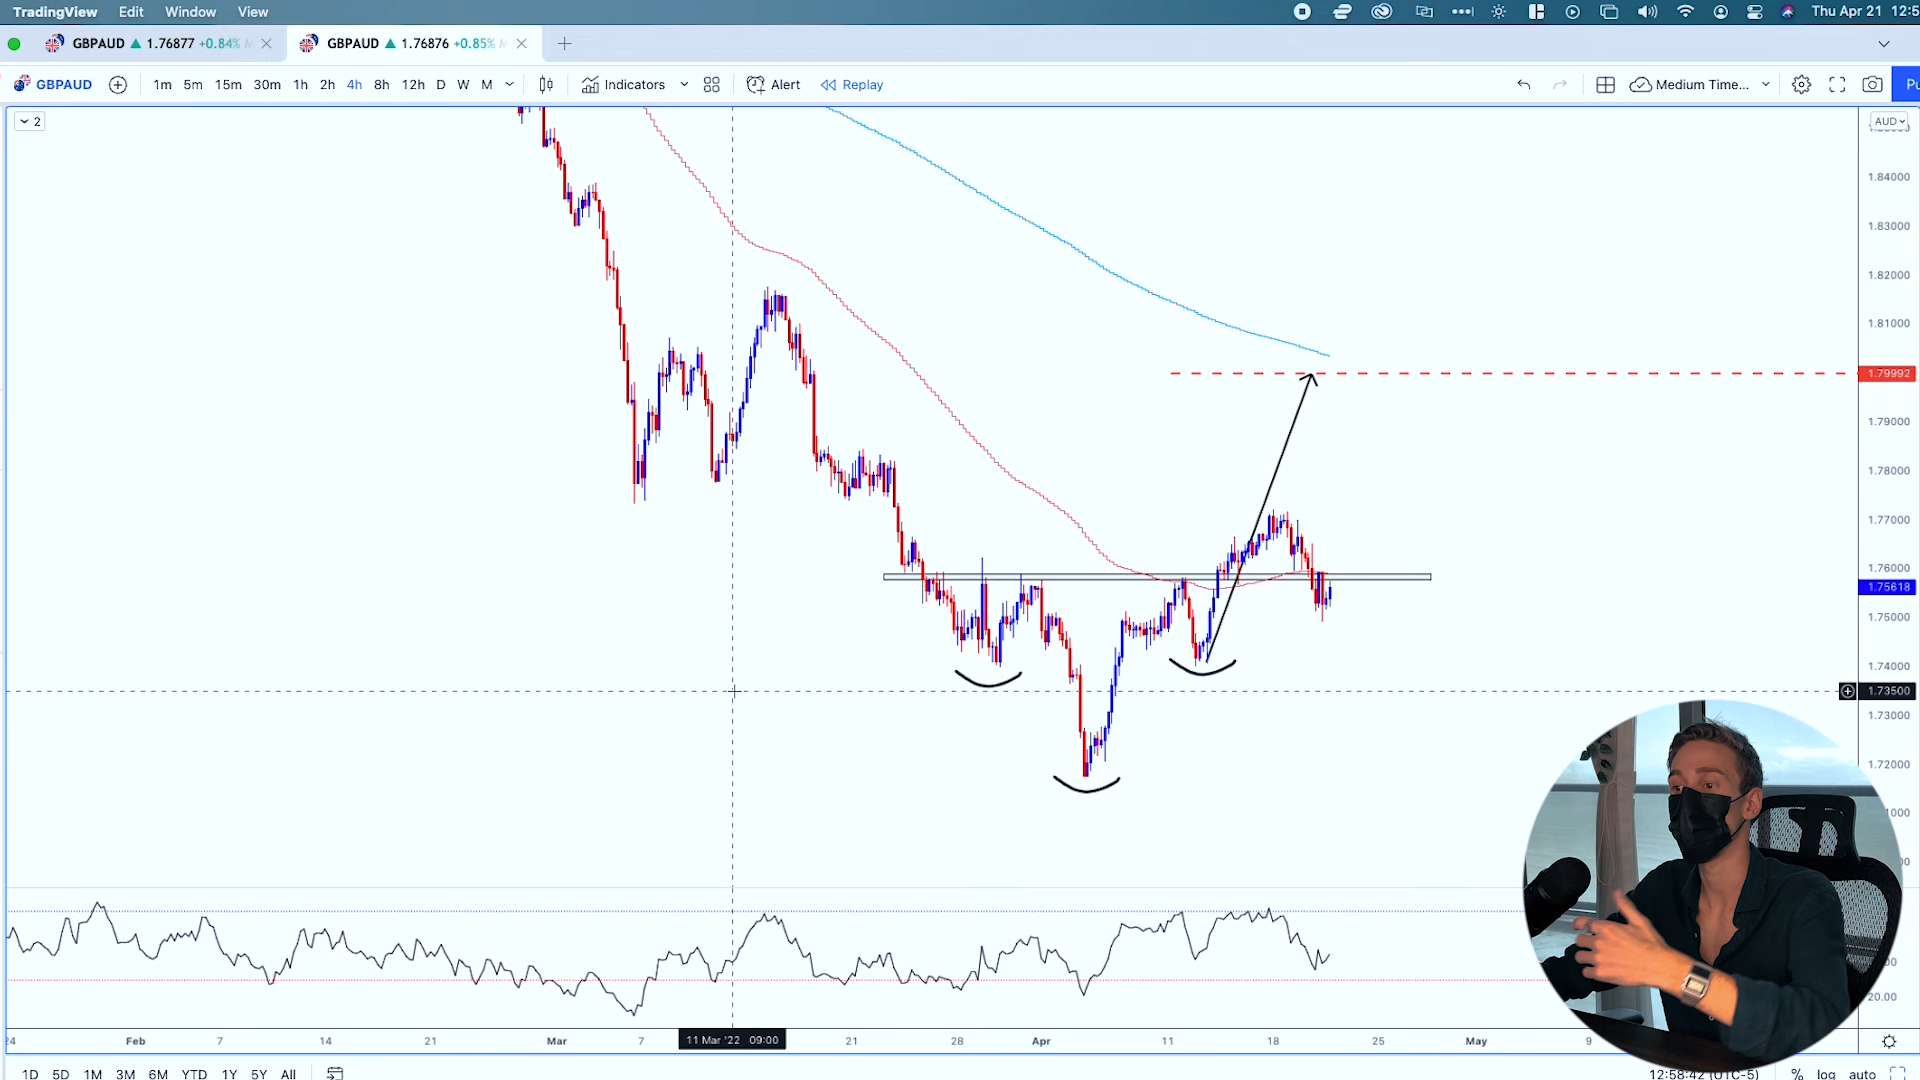 TradingView Edit Window View Thu Apr 21 12:5
GBPAUD ▲ 1.76877 +0.84% GBPAUD ▲ 1.76876 +0.85%
GBPAUD 1m 5m 15m 30m 1h 2h 4h 8h 12h D W M Indicators Alert Replay Medium Time... Pu
2
AUD
1.84000
1.83000
1.82000
1.81000
1.79992
1.79000
1.78000
1.77000
1.76000
1.75618
1.75000
1.74000
1.73500
1.73000
1.72000
20.00
24 Feb 7 14 21 Mar 7 11 Mar '22 09:00 21 28 Apr 11 18 25 May 9
1D 5D 1M 3M 6M YTD 1Y 5Y All 12:58:42 (UTC-5) % log auto